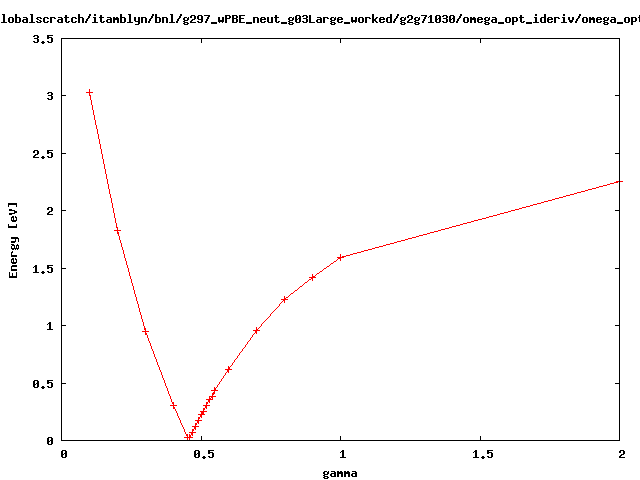 lobalscratch/itamblyn/bnl/g297_wPBE_neut_g03Large_worked/g2g71030/omega_opt_ideriv/omega_opt
3.5
3
2.5
2
1.5
1
0.5
0
Energy [eV]
0 0.5 1 1.5 2
gamma